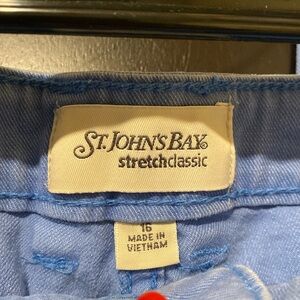 ST. JOHN'S BAY
stretchclassic
16
MADE IN
VIETNAM